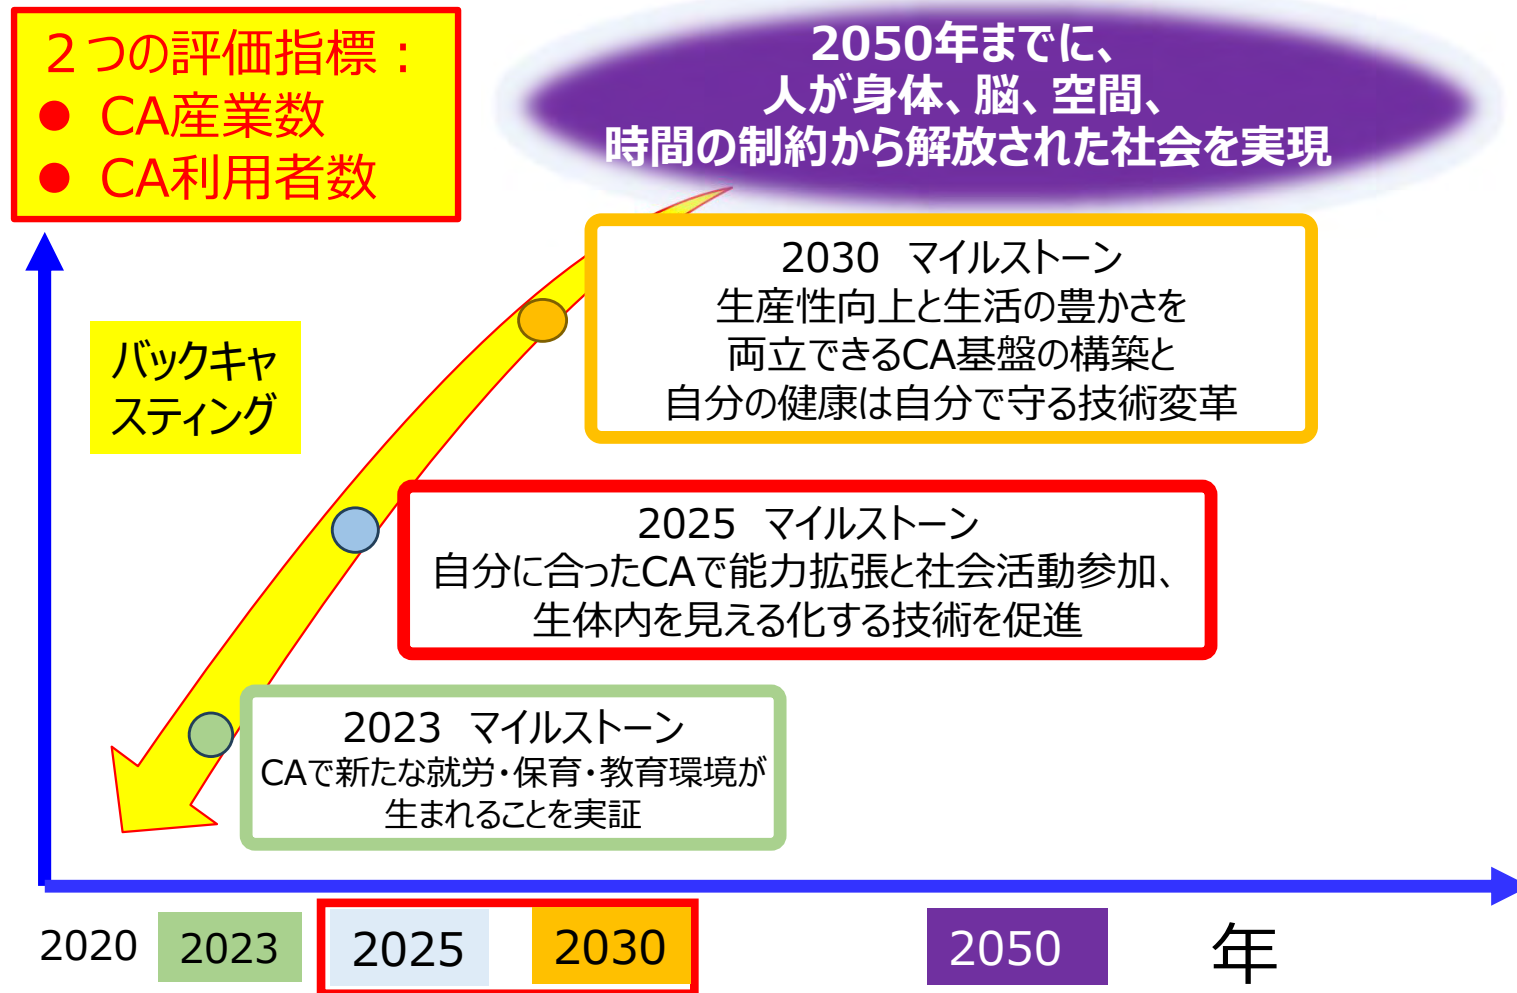 ２つの評価指標：
● CA産業数
● CA利用者数
2050年までに、
人が身体、脳、空間、
時間の制約から解放された社会を実現
バックキャ
スティング
2030　マイルストーン
生産性向上と生活の豊かさを
両立できるCA基盤の構築と
自分の健康は自分で守る技術変革
2025　マイルストーン
自分に合ったCAで能力拡張と社会活動参加、
生体内を見える化する技術を促進
2023　マイルストーン
CAで新たな就労・保育・教育環境が
生まれることを実証
2020 2023 2025 2030 2050 年